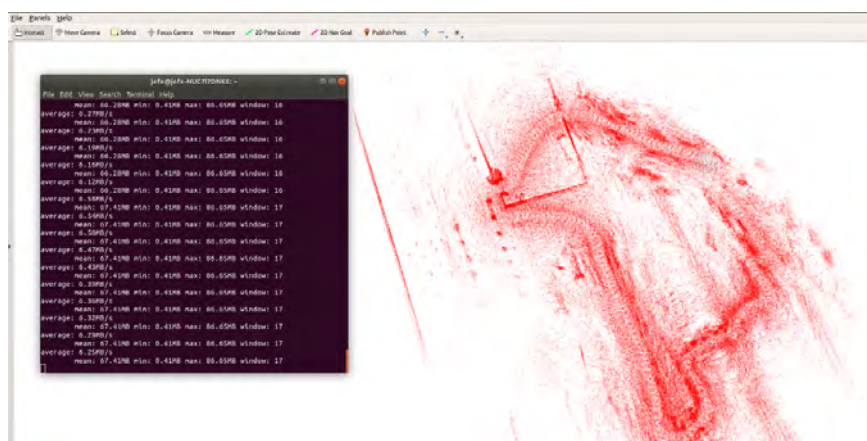 File Panels Help
Interact Move Camera Select Focus Camera Measure 2D Pose Estimate 2D Nav Goal Publish Point
File Edit View Search Terminal Help
mean: 66.28MB min: 0.41MB max: 86.65MB window: 16
average: 6.27MB/s
mean: 66.28MB min: 0.41MB max: 86.65MB window: 16
average: 6.23MB/s
mean: 66.28MB min: 0.41MB max: 86.65MB window: 16
average: 6.19MB/s
mean: 66.28MB min: 0.41MB max: 86.65MB window: 16
average: 6.16MB/s
mean: 66.28MB min: 0.41MB max: 86.65MB window: 16
average: 6.12MB/s
mean: 66.28MB min: 0.41MB max: 86.65MB window: 16
average: 6.58MB/s
mean: 67.41MB min: 0.41MB max: 86.65MB window: 17
average: 6.54MB/s
mean: 67.41MB min: 0.41MB max: 86.65MB window: 17
average: 6.50MB/s
mean: 67.41MB min: 0.41MB max: 86.65MB window: 17
average: 6.47MB/s
mean: 67.41MB min: 0.41MB max: 86.65MB window: 17
average: 6.43MB/s
mean: 67.41MB min: 0.41MB max: 86.65MB window: 17
average: 6.39MB/s
mean: 67.41MB min: 0.41MB max: 86.65MB window: 17
average: 6.36MB/s
mean: 67.41MB min: 0.41MB max: 86.65MB window: 17
average: 6.32MB/s
mean: 67.41MB min: 0.41MB max: 86.65MB window: 17
average: 6.29MB/s
mean: 67.41MB min: 0.41MB max: 86.65MB window: 17
average: 6.25MB/s
mean: 67.41MB min: 0.41MB max: 86.65MB window: 17